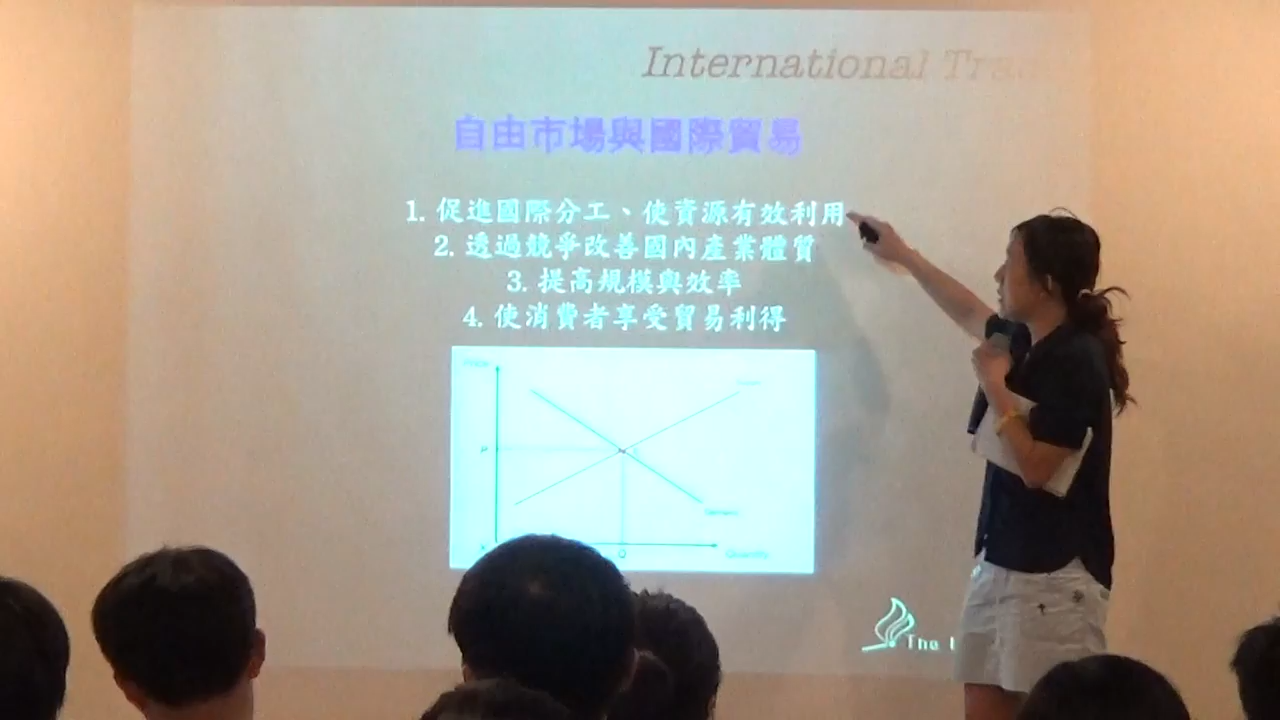 International
自由市場與國際貿易
1. 促進國際分工、使資源有效利用
2. 透過競爭改善國內產業體質
3. 提高規模與效率
4. 使消費者享受貿易利得
P
Quantity
Q
The